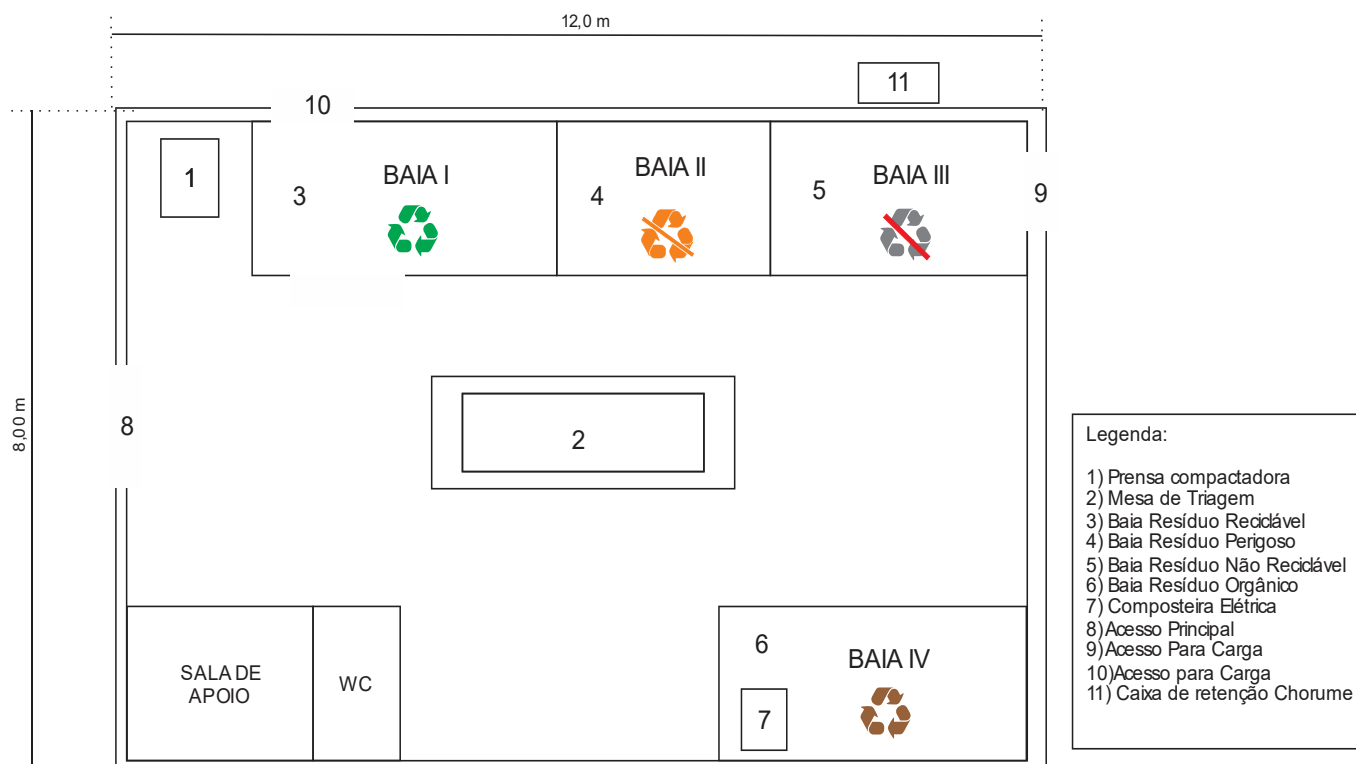 12,0 m
11
10
1
BAIA I
3
BAIA II
4
BAIA III
5
9
8,00 m
8
2
SALA DE
APOIO
WC
6
BAIA IV
7
Legenda:
1) Prensa compactadora
2) Mesa de Triagem
3) Baia Resíduo Reciclável
4) Baia Resíduo Perigoso
5) Baia Resíduo Não Reciclável
6) Baia Resíduo Orgânico
7) Composteira Elétrica
8) Acesso Principal
9) Acesso Para Carga
10)Acesso para Carga
11) Caixa de retenção Chorume